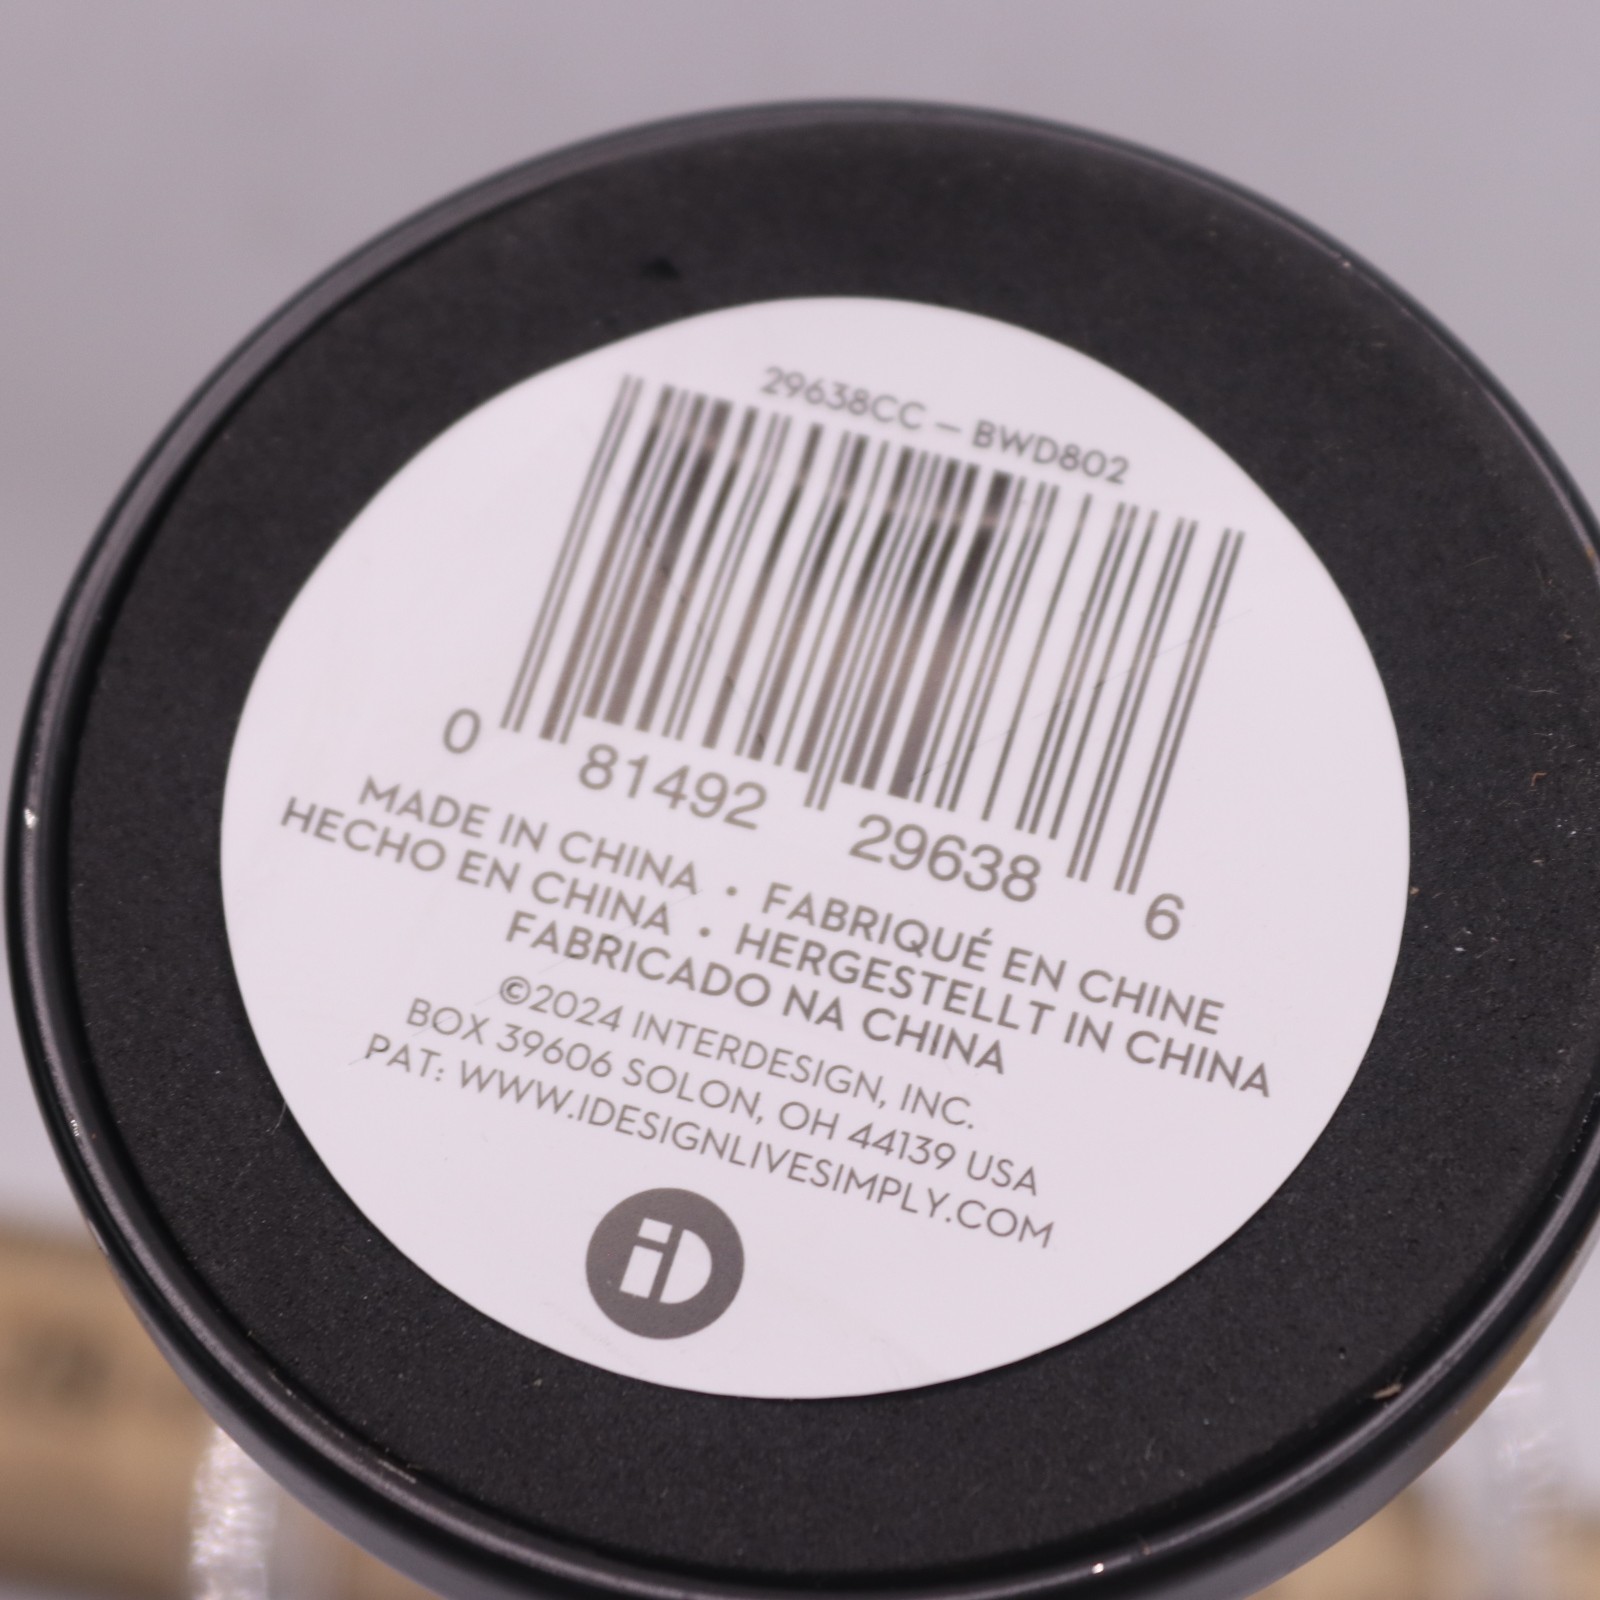 29638CC – BWD802
0 81492 29638 6
MADE IN CHINA • FABRIQUÉ EN CHINE
HECHO EN CHINA • HERGESTELLT IN CHINA
FABRICADO NA CHINA
©2024 INTERDESIGN, INC.
BOX 39606 SOLON, OH 44139 USA
PAT: WWW.IDESIGNLIVESIMPLY.COM
iD